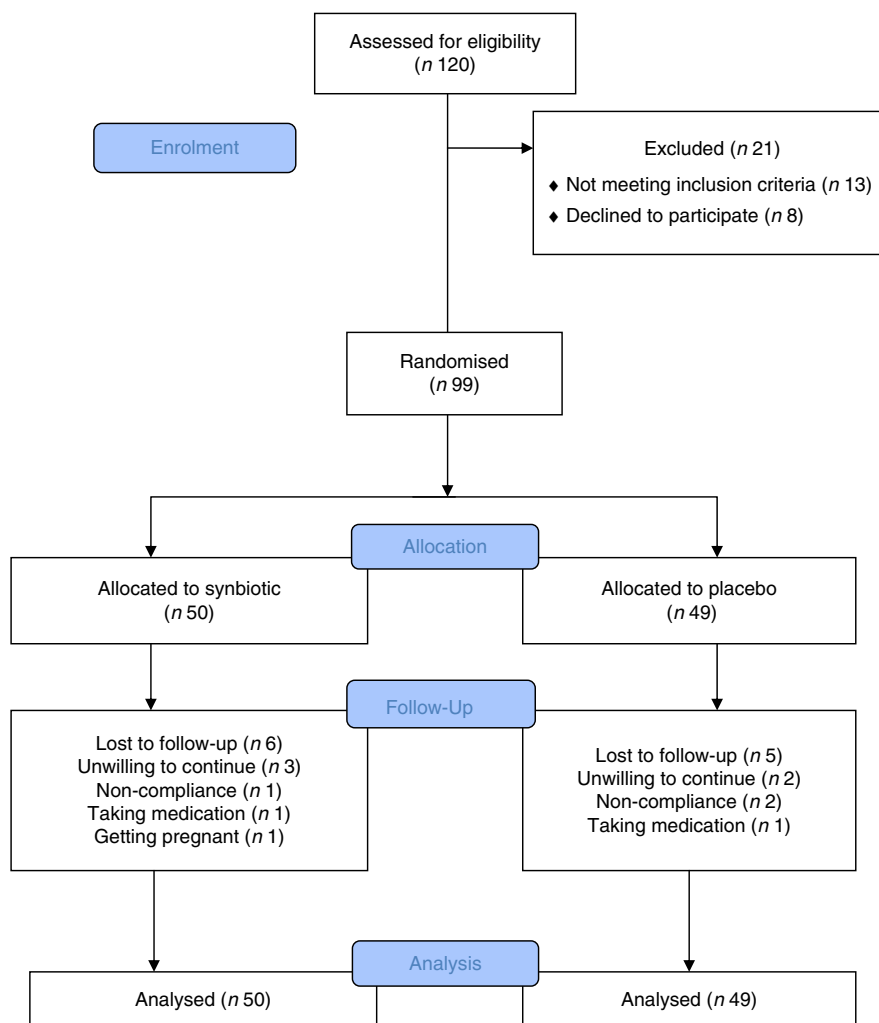 Assessed for eligibility
(n 120)
Enrolment
Excluded (n 21)
♦ Not meeting inclusion criteria (n 13)
♦ Declined to participate (n 8)
Randomised
(n 99)
Allocation
Allocated to synbiotic
(n 50)
Allocated to placebo
(n 49)
Follow-Up
Lost to follow-up (n 6)
Unwilling to continue (n 3)
Non-compliance (n 1)
Taking medication (n 1)
Getting pregnant (n 1)
Lost to follow-up (n 5)
Unwilling to continue (n 2)
Non-compliance (n 2)
Taking medication (n 1)
Analysis
Analysed (n 50)
Analysed (n 49)